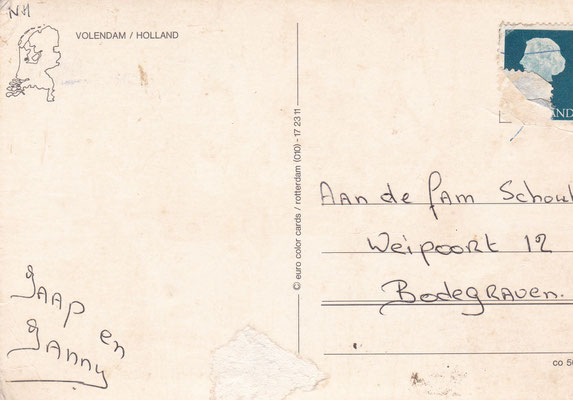 NH
VOLENDAM / HOLLAND
© euro color cards / rotterdam (010) - 17 23 11
Aan de fam
Weipoort 12
Bodegraven.
Jaap en
Janny